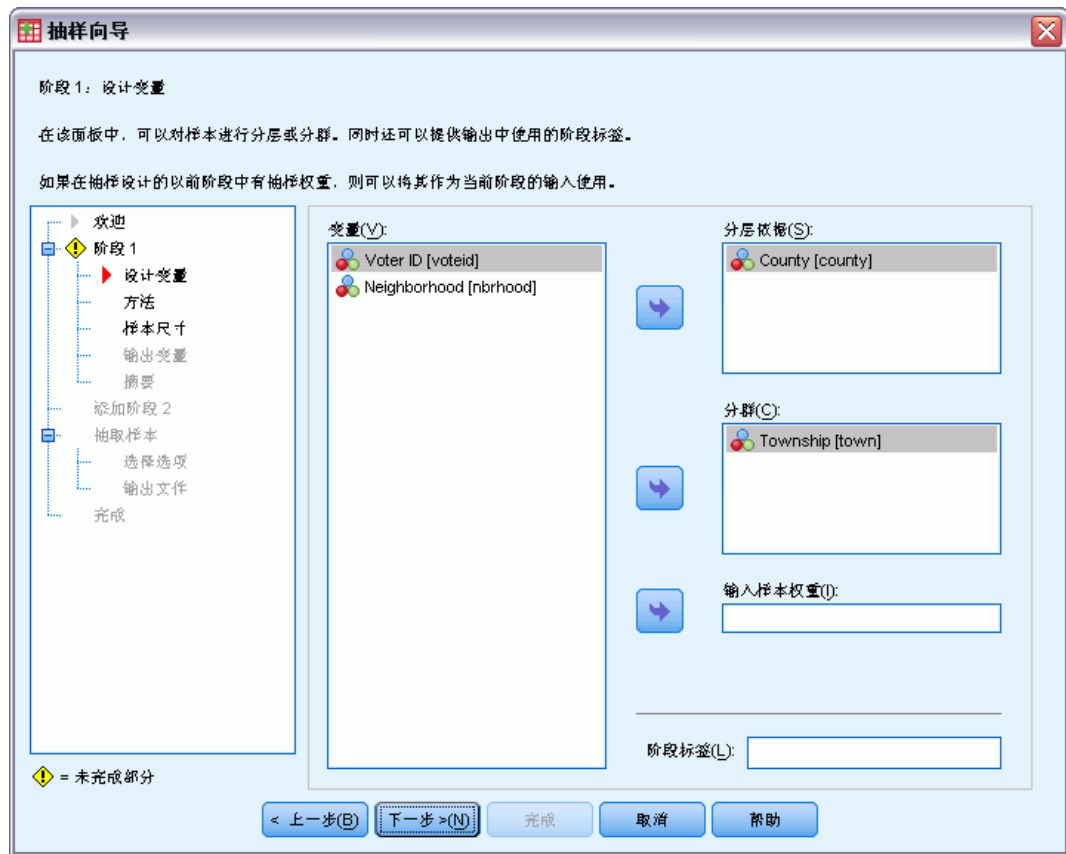 抽样向导
阶段 1：设计变量
在该面板中，可以对样本进行分层或分群。同时还可以提供输出中使用的阶段标签。
如果在抽样设计的以前阶段中有抽样权重，则可以将其作为当前阶段的输入使用。
欢迎
阶段 1
设计变量
方法
样本尺寸
输出变量
摘要
添加阶段 2
抽取样本
选择选项
输出文件
完成
= 未完成部分
变量(V):
Voter ID [voteid]
Neighborhood [nbrhood]
分层依据(S):
County [county]
分群(C):
Township [town]
输入样本权重(I):
阶段标签(L):
< 上一步(B)
下一步 >(N)
完成
取消
帮助